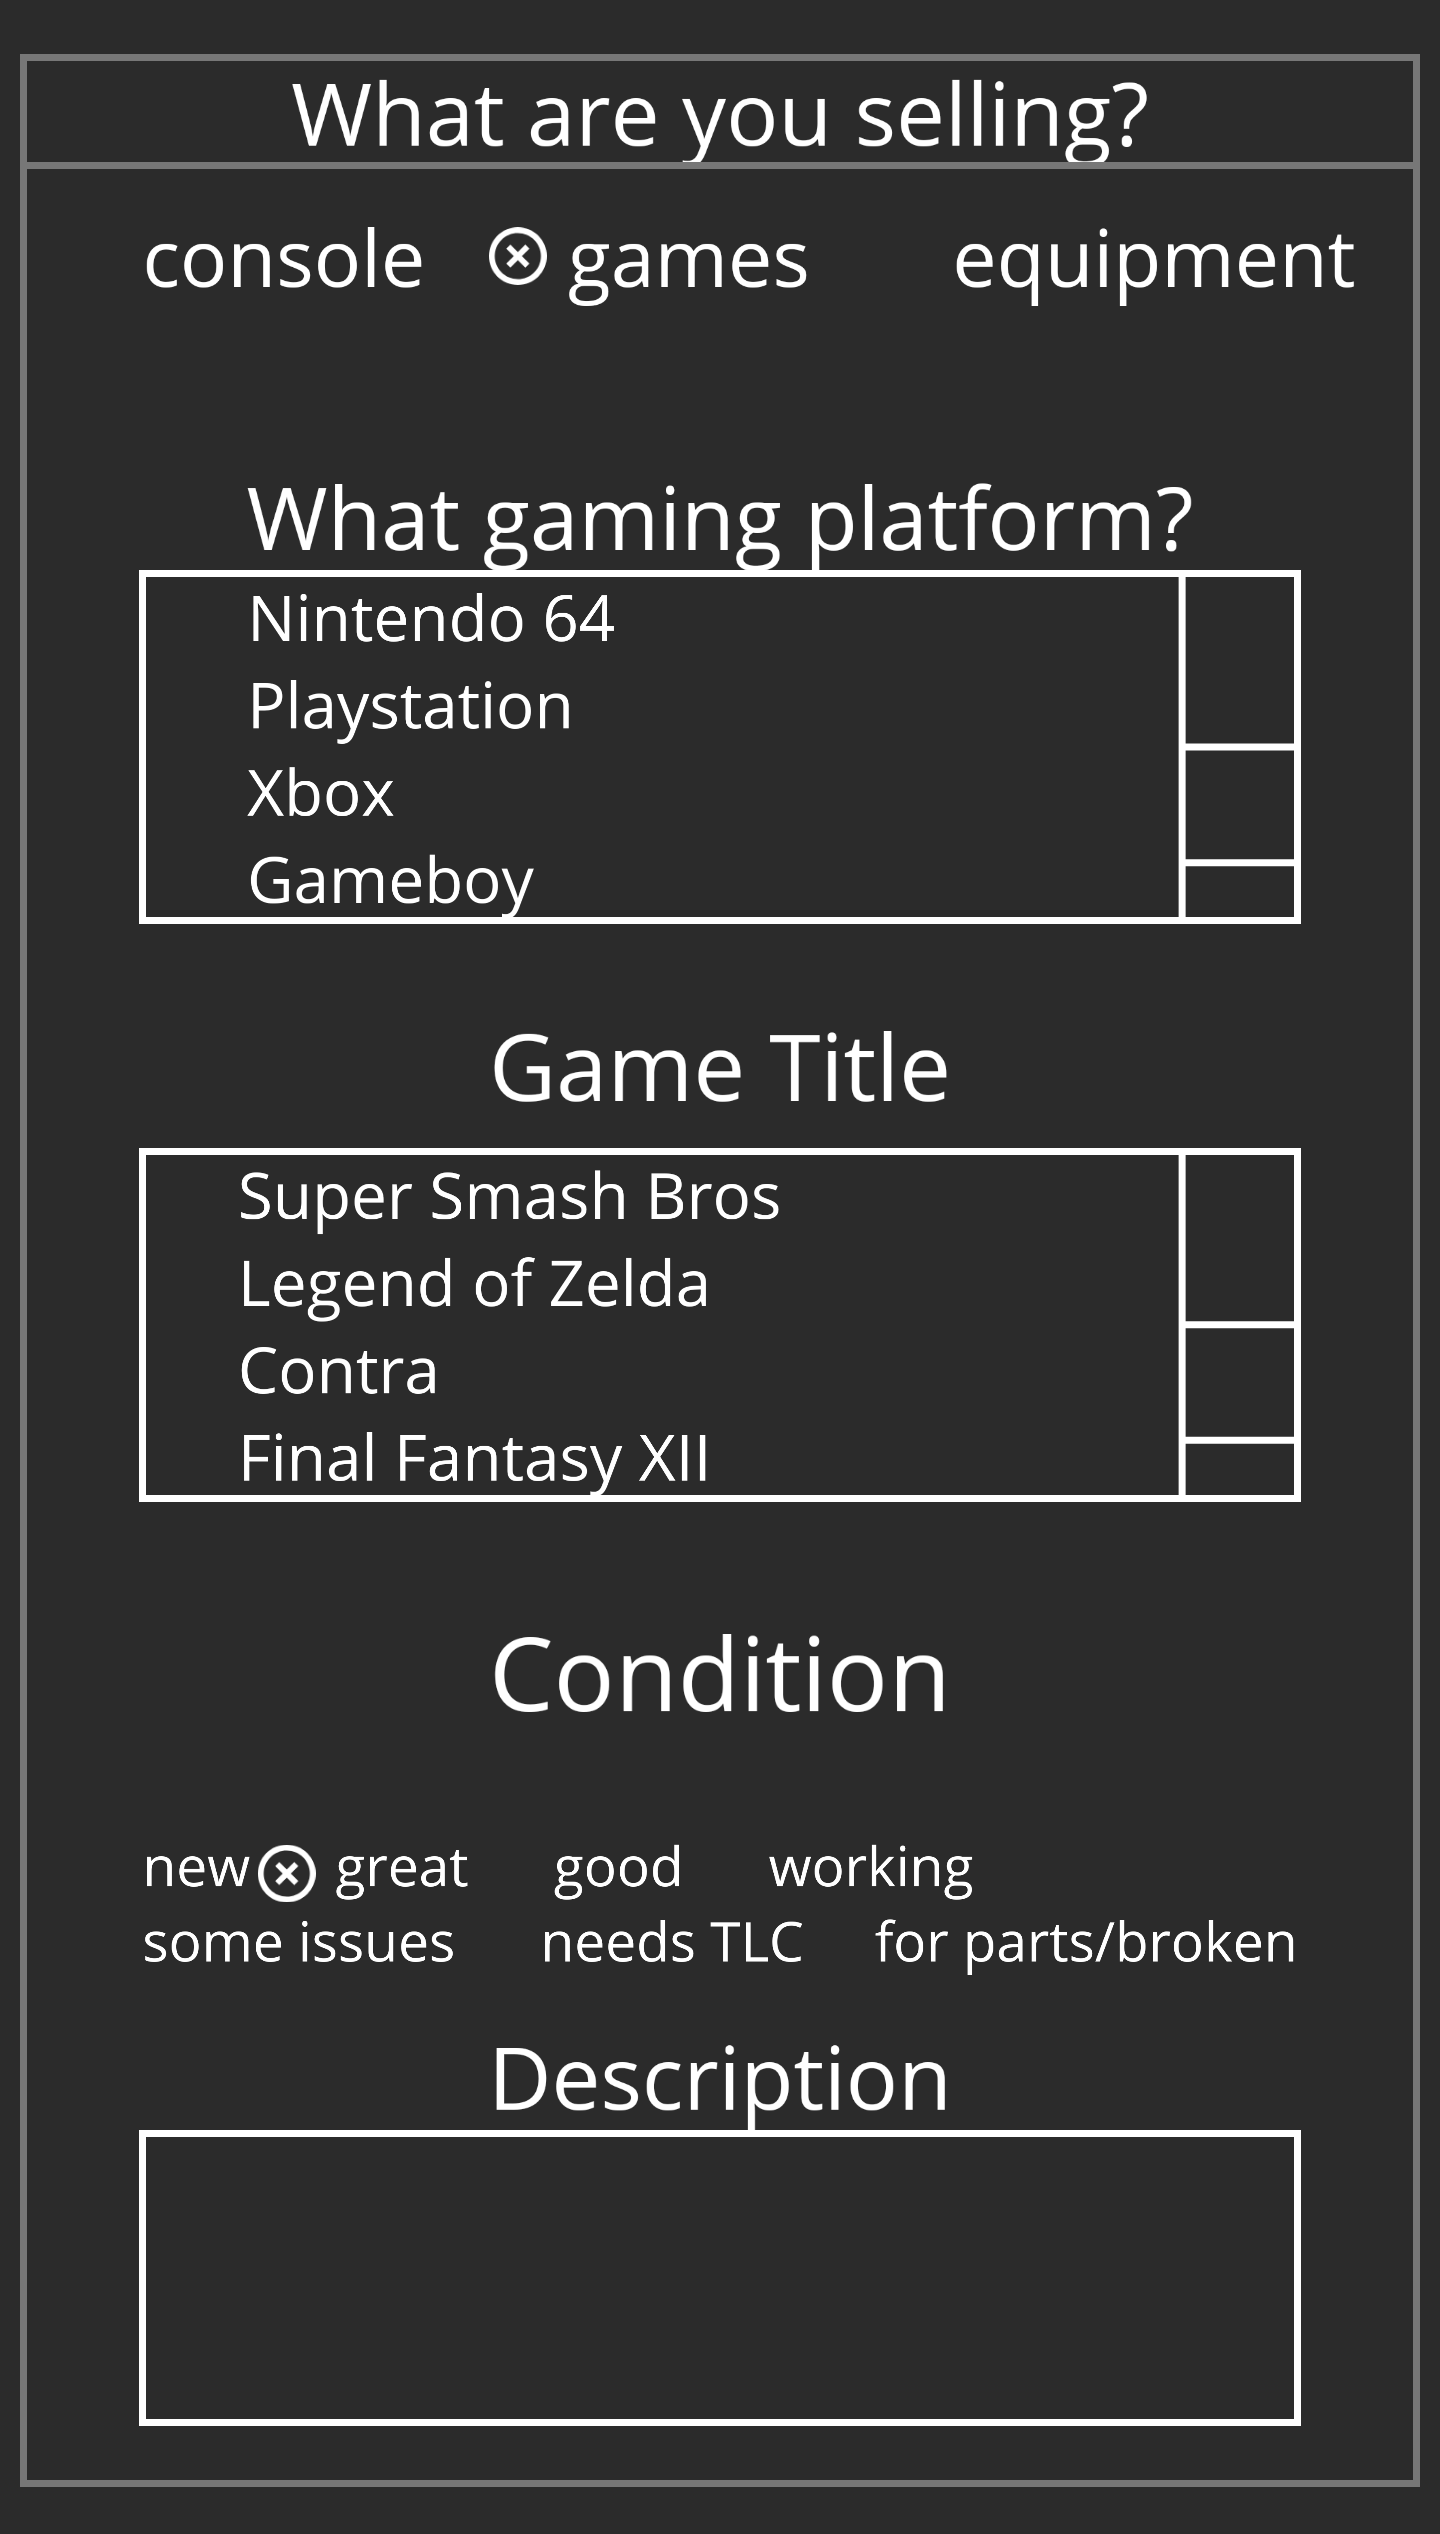 What are you selling?
console games equipment
What gaming platform?
Nintendo 64
Playstation
Xbox
Gameboy
Game Title
Super Smash Bros
Legend of Zelda
Contra
Final Fantasy XII
Condition
new great good working
some issues needs TLC for parts/broken
Description